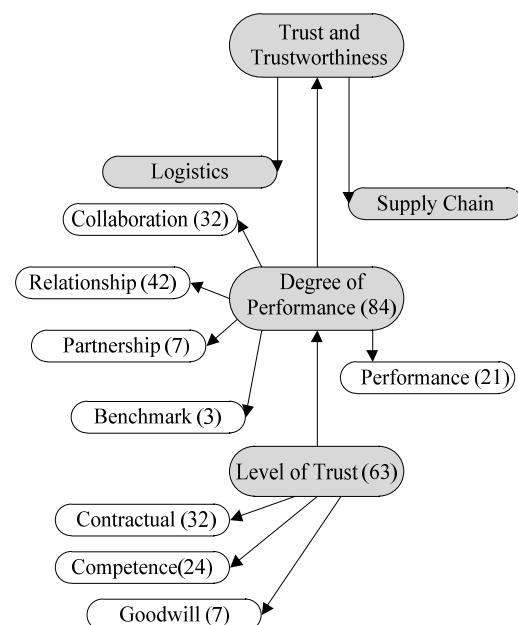 Trust and
Trustworthiness
Logistics
Supply Chain
Collaboration (32)
Relationship (42)
Degree of
Performance (84)
Partnership (7)
Performance (21)
Benchmark (3)
Level of Trust (63)
Contractual (32)
Competence(24)
Goodwill (7)